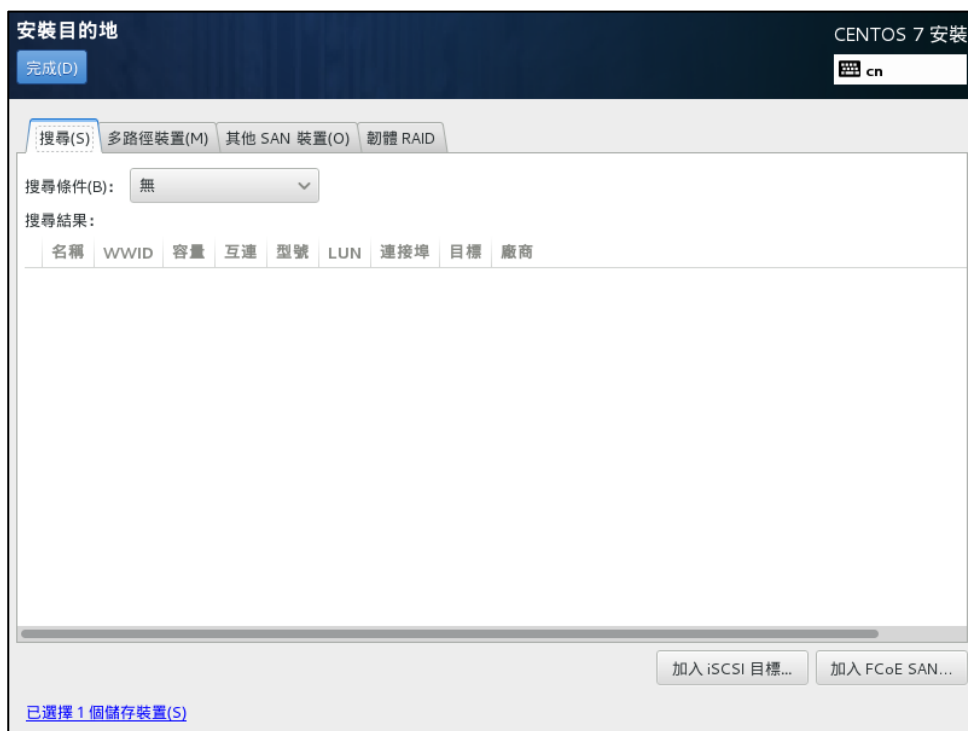 安裝目的地
CENTOS 7 安裝
完成(D)
cn
搜尋(S) 多路徑裝置(M) 其他 SAN 裝置(O) 韌體 RAID
搜尋條件(B)： 無
搜尋結果：
名稱 WWID 容量 互連 型號 LUN 連接埠 目標 廠商
加入 iSCSI 目標... 加入 FCoE SAN...
已選擇 1 個儲存裝置(S)